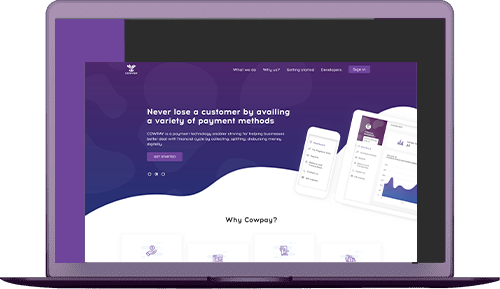 COWPAY
What we do Why us? Getting started Developers Sign in
Never lose a customer by availing
a variety of payment methods
COWPAY is a payment technology enabler striving for helping businesses
better deal with financial cycle by collecting, splitting, disbursing money
digitally
GET STARTED
Why Cowpay?